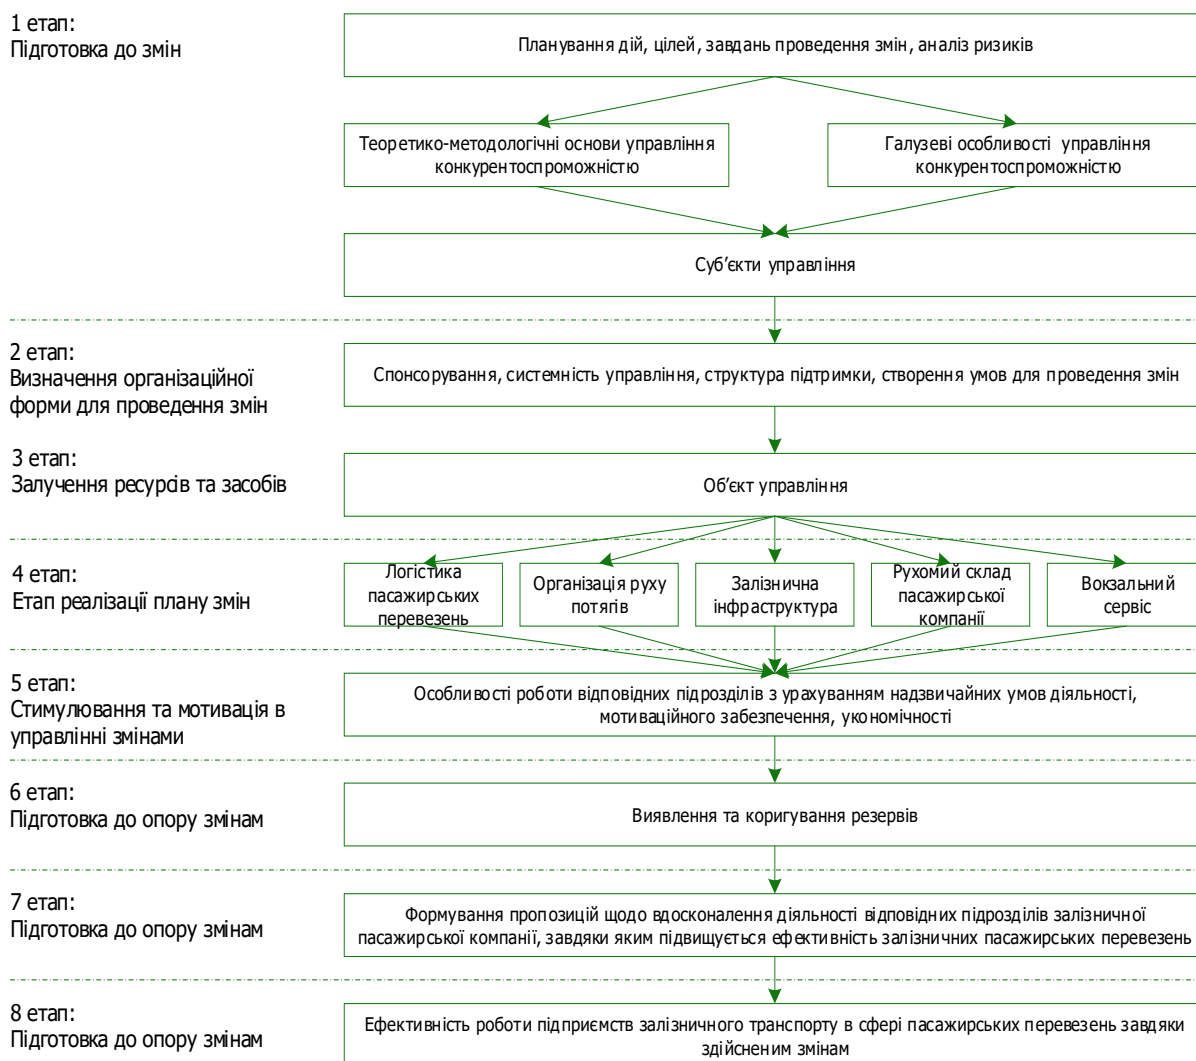 1 етап:
Підготовка до змін
Планування дій, цілей, завдань проведення змін, аналіз ризиків
Теоретико-методологічні основи управління
конкурентоспроможністю
Галузеві особливості управління
конкурентоспроможністю
Суб’єкти управління
2 етап:
Визначення організаційної
форми для проведення змін
Спонсорування, системність управління, структура підтримки, створення умов для проведення змін
3 етап:
Залучення ресурсів та засобів
Об’єкт управління
4 етап:
Етап реалізації плану змін
Логістика
пасажирських
перевезень
Організація руху
потягів
Залізнична
інфраструктура
Рухомий склад
пасажирської
компанії
Вокзальний
сервіс
5 етап:
Стимулювання та мотивація в
управлінні змінами
Особливості роботи відповідних підрозділів з урахуванням надзвичайних умов діяльності,
мотиваційного забезпечення, укономічності
6 етап:
Підготовка до опору змінам
Виявлення та коригування резервів
7 етап:
Підготовка до опору змінам
Формування пропозицій щодо вдосконалення діяльності відповідних підрозділів залізничної
пасажирської компанії, завдяки яким підвищується ефективність залізничних пасажирських перевезень
8 етап:
Підготовка до опору змінам
Ефективність роботи підприємств залізничного транспорту в сфері пасажирських перевезень завдяки
здійсненим змінам